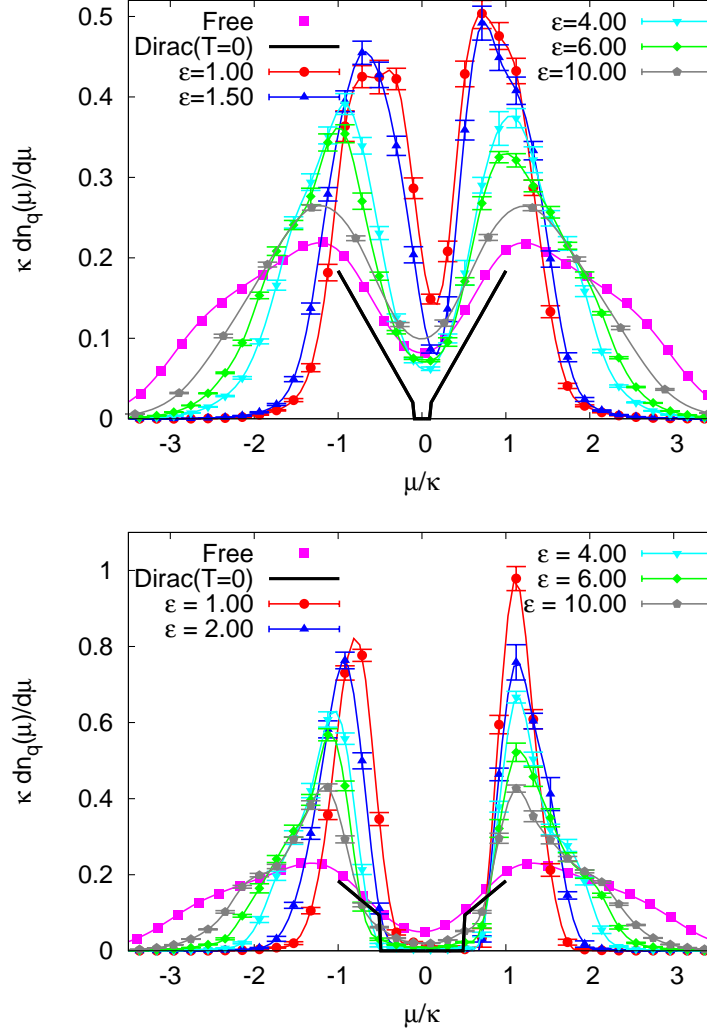 Free
Dirac(T=0)
ε=1.00
ε=1.50
ε=4.00
ε=6.00
ε=10.00
κ dnq(μ)/dμ
0.5
0.4
0.3
0.2
0.1
0
-3 -2 -1 0 1 2 3
μ/κ
Free
Dirac(T=0)
ε = 1.00
ε = 2.00
ε = 4.00
ε = 6.00
ε = 10.00
κ dnq(μ)/dμ
1
0.8
0.6
0.4
0.2
0
-3 -2 -1 0 1 2 3
μ/κ